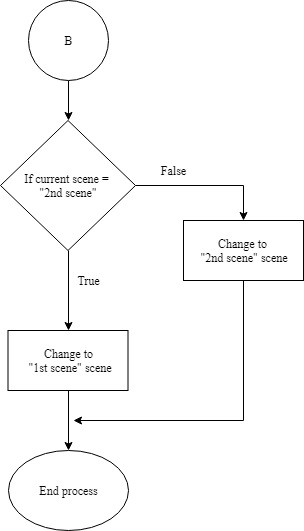 B
If current scene =
"2nd scene"
False
Change to
"2nd scene" scene
True
Change to
"1st scene" scene
End process